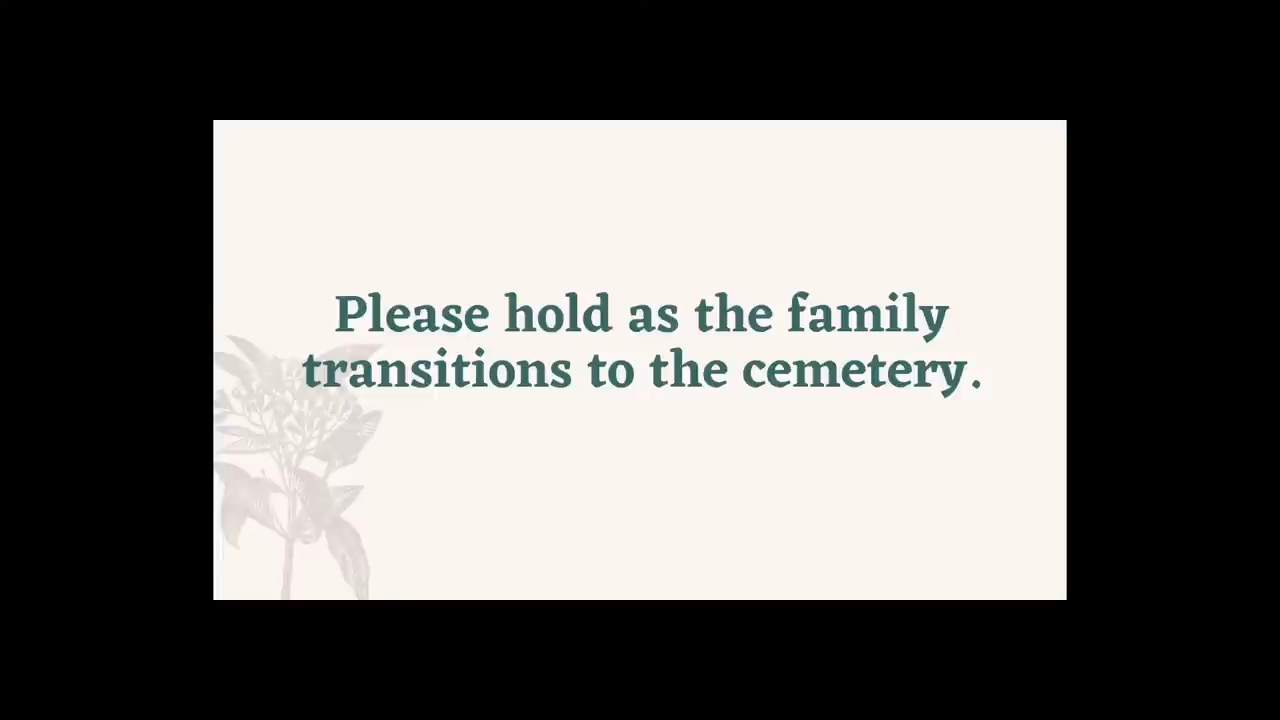 Please hold as the family
transitions to the cemetery.